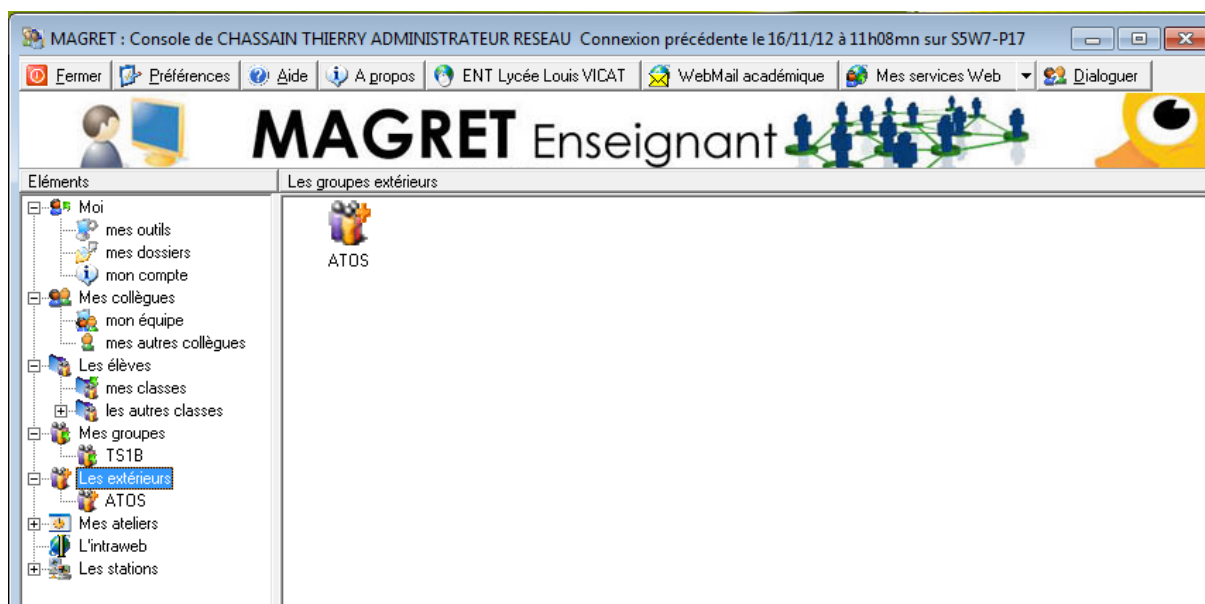 MAGRET : Console de CHASSAIN THIERRY ADMINISTRATEUR RESEAU Connexion précédente le 16/11/12 à 11h08mn sur S5W7-P17
Fermer Préférences Aide A propos ENT Lycée Louis VICAT WebMail académique Mes services Web Dialoguer
MAGRET Enseignant
Eléments Les groupes extérieurs
Moi
mes outils
mes dossiers
mon compte
Mes collègues
mon équipe
mes autres collègues
Les élèves
mes classes
les autres classes
Mes groupes
TS1B
Les extérieurs
ATOS
Mes ateliers
L'intraweb
Les stations
ATOS